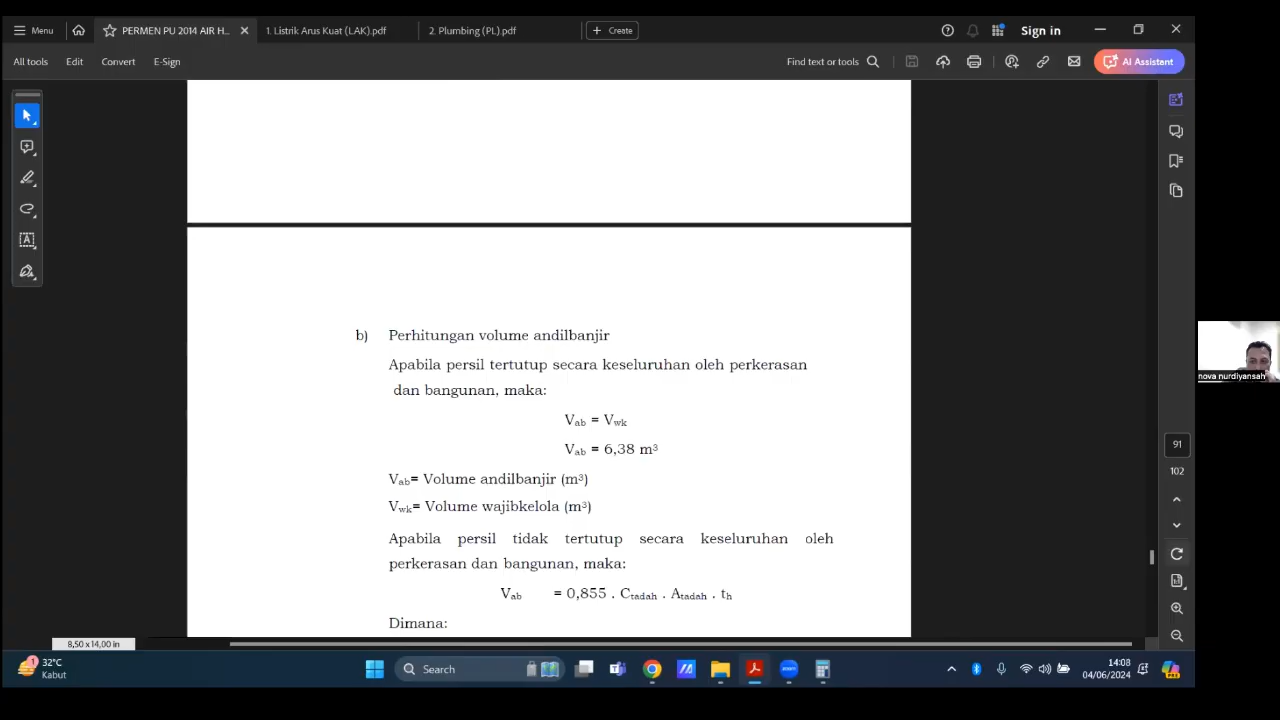 Menu
PERMEN PU 2014 AIR H...
1. Listrik Arus Kuat (LAK).pdf
2. Plumbing (PL).pdf
+ Create
Sign in
All tools Edit Convert E-Sign
Find text or tools
AI Assistant
b) Perhitungan volume andilbanjir
Apabila persil tertutup secara keseluruhan oleh perkerasan
dan bangunan, maka:
Vab = Vwk
Vab = 6,38 m³
Vab= Volume andilbanjir (m³)
Vwk= Volume wajibkelola (m³)
Apabila persil tidak tertutup secara keseluruhan oleh
perkerasan dan bangunan, maka:
Vab = 0,855 . Ctadah . Atadah . th
Dimana:
nova nurdiyansah
91
102
8,50 x 14,00 in
1
32°C
Kabut
Search
zoom
14:08
04/06/2024